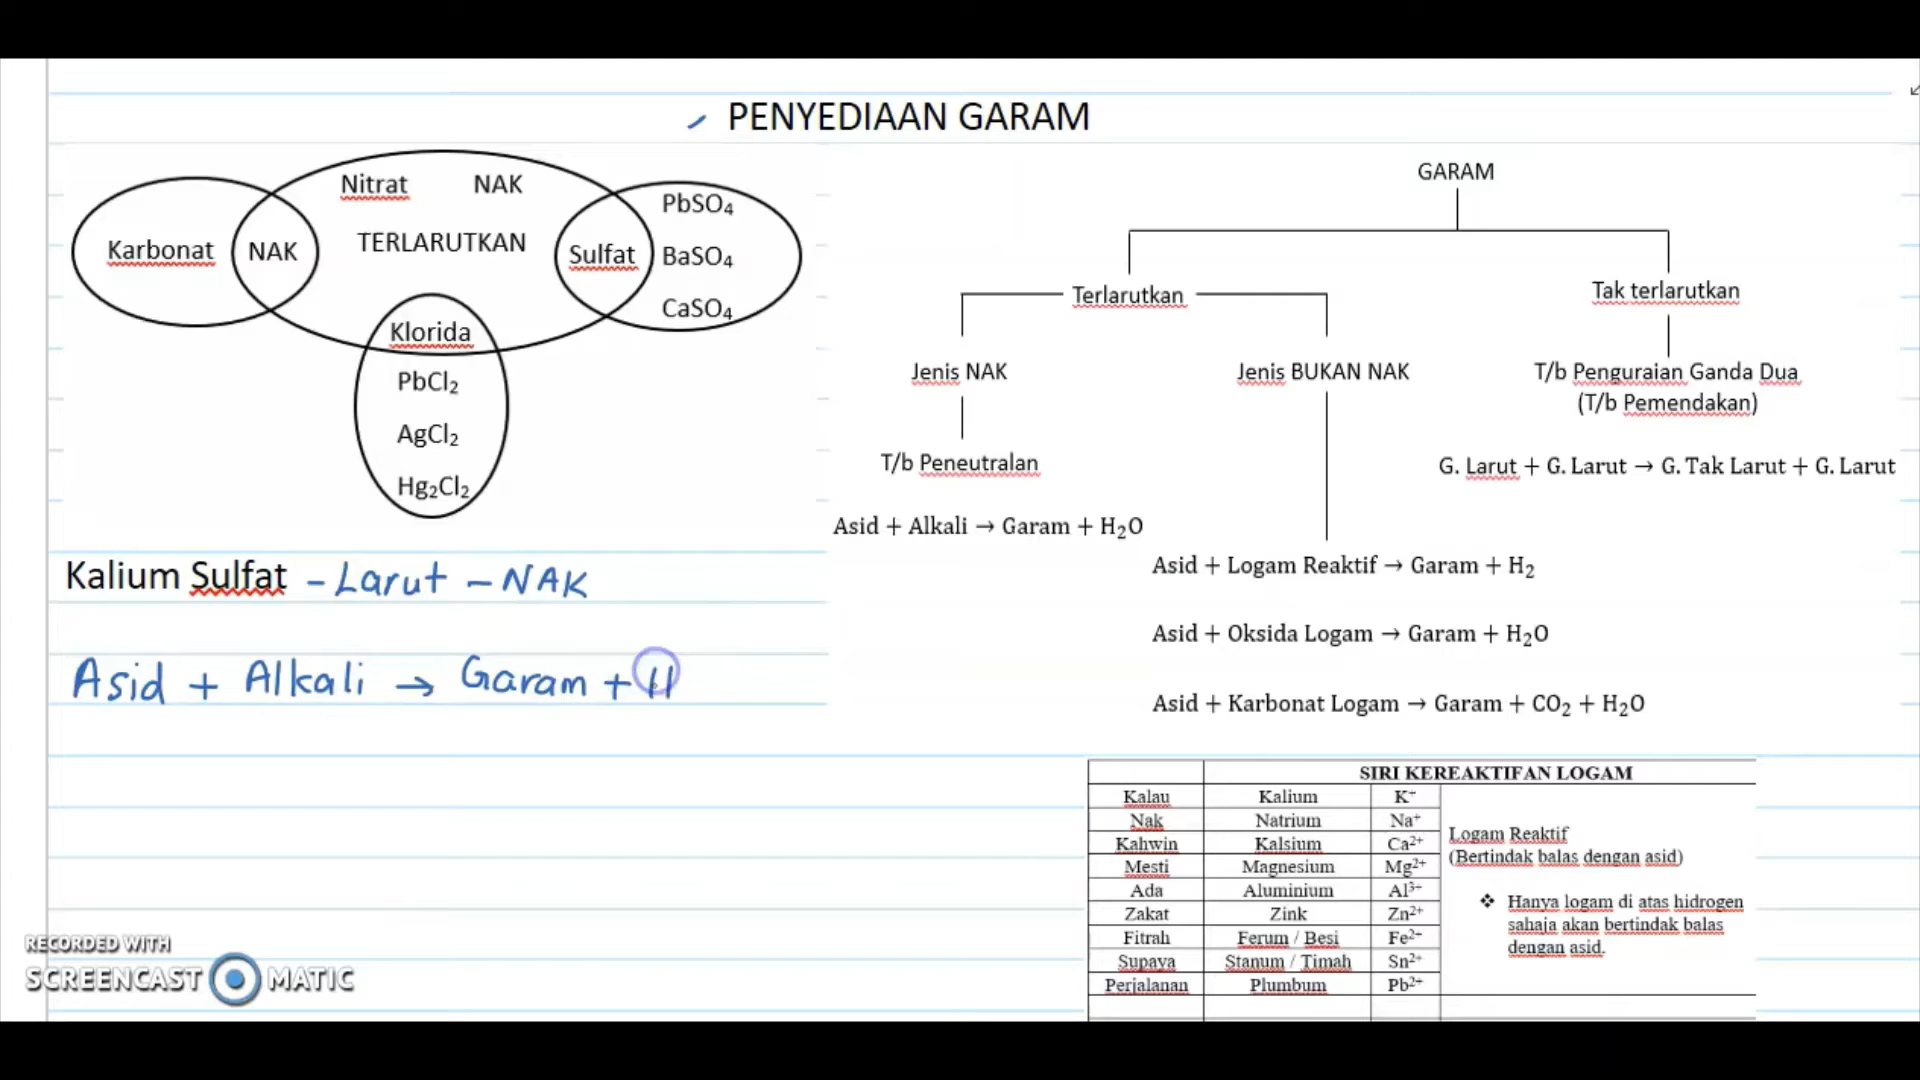 PENYEDIAAN GARAM
Nitrat NAK
Karbonat NAK TERLARUTKAN Sulfat
PbSO₄
BaSO₄
CaSO₄
Klorida
PbCl₂
AgCl₂
Hg₂Cl₂
Kalium Sulfat - Larut - NAK
Asid + Alkali → Garam + H
GARAM
Terlarutkan
Tak terlarutkan
Jenis NAK
Jenis BUKAN NAK
T/b Penguraian Ganda Dua
(T/b Pemendakan)
T/b Peneutralan
G. Larut + G. Larut → G. Tak Larut + G. Larut
Asid + Alkali → Garam + H₂O
Asid + Logam Reaktif → Garam + H₂
Asid + Oksida Logam → Garam + H₂O
Asid + Karbonat Logam → Garam + CO₂ + H₂O
SIRI KEREAKTIFAN LOGAM
Kalau Kalium K⁺
Nak Natrium Na⁺
Kahwin Kalsium Ca²⁺
Mesti Magnesium Mg²⁺
Ada Aluminium Al³⁺
Zakat Zink Zn²⁺
Fitrah Ferum / Besi Fe²⁺
Supaya Stanum / Timah Sn²⁺
Perjalanan Plumbum Pb²⁺
Logam Reaktif
(Bertindak balas dengan asid)
❖ Hanya logam di atas hidrogen
sahaja akan bertindak balas
dengan asid.
RECORDED WITH
SCREENCAST MATIC